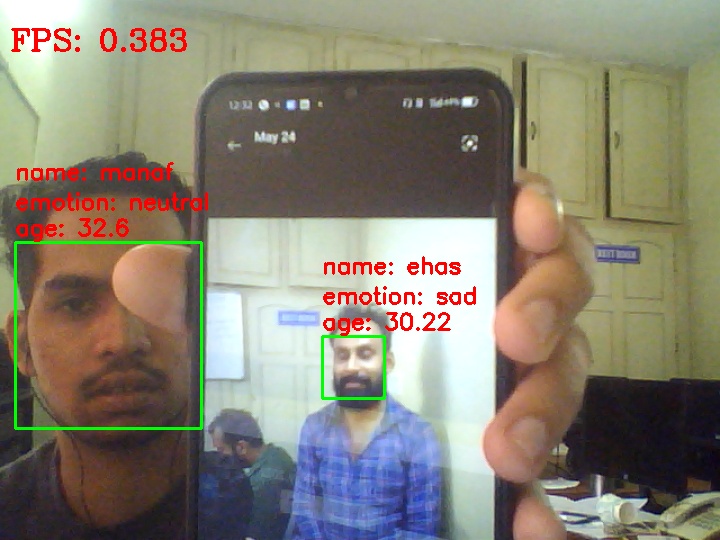 FPS: 0.383
12:32
May 24
name: manaf
emotion: neutral
age: 32.6
name: ehas
emotion: sad
age: 30.22